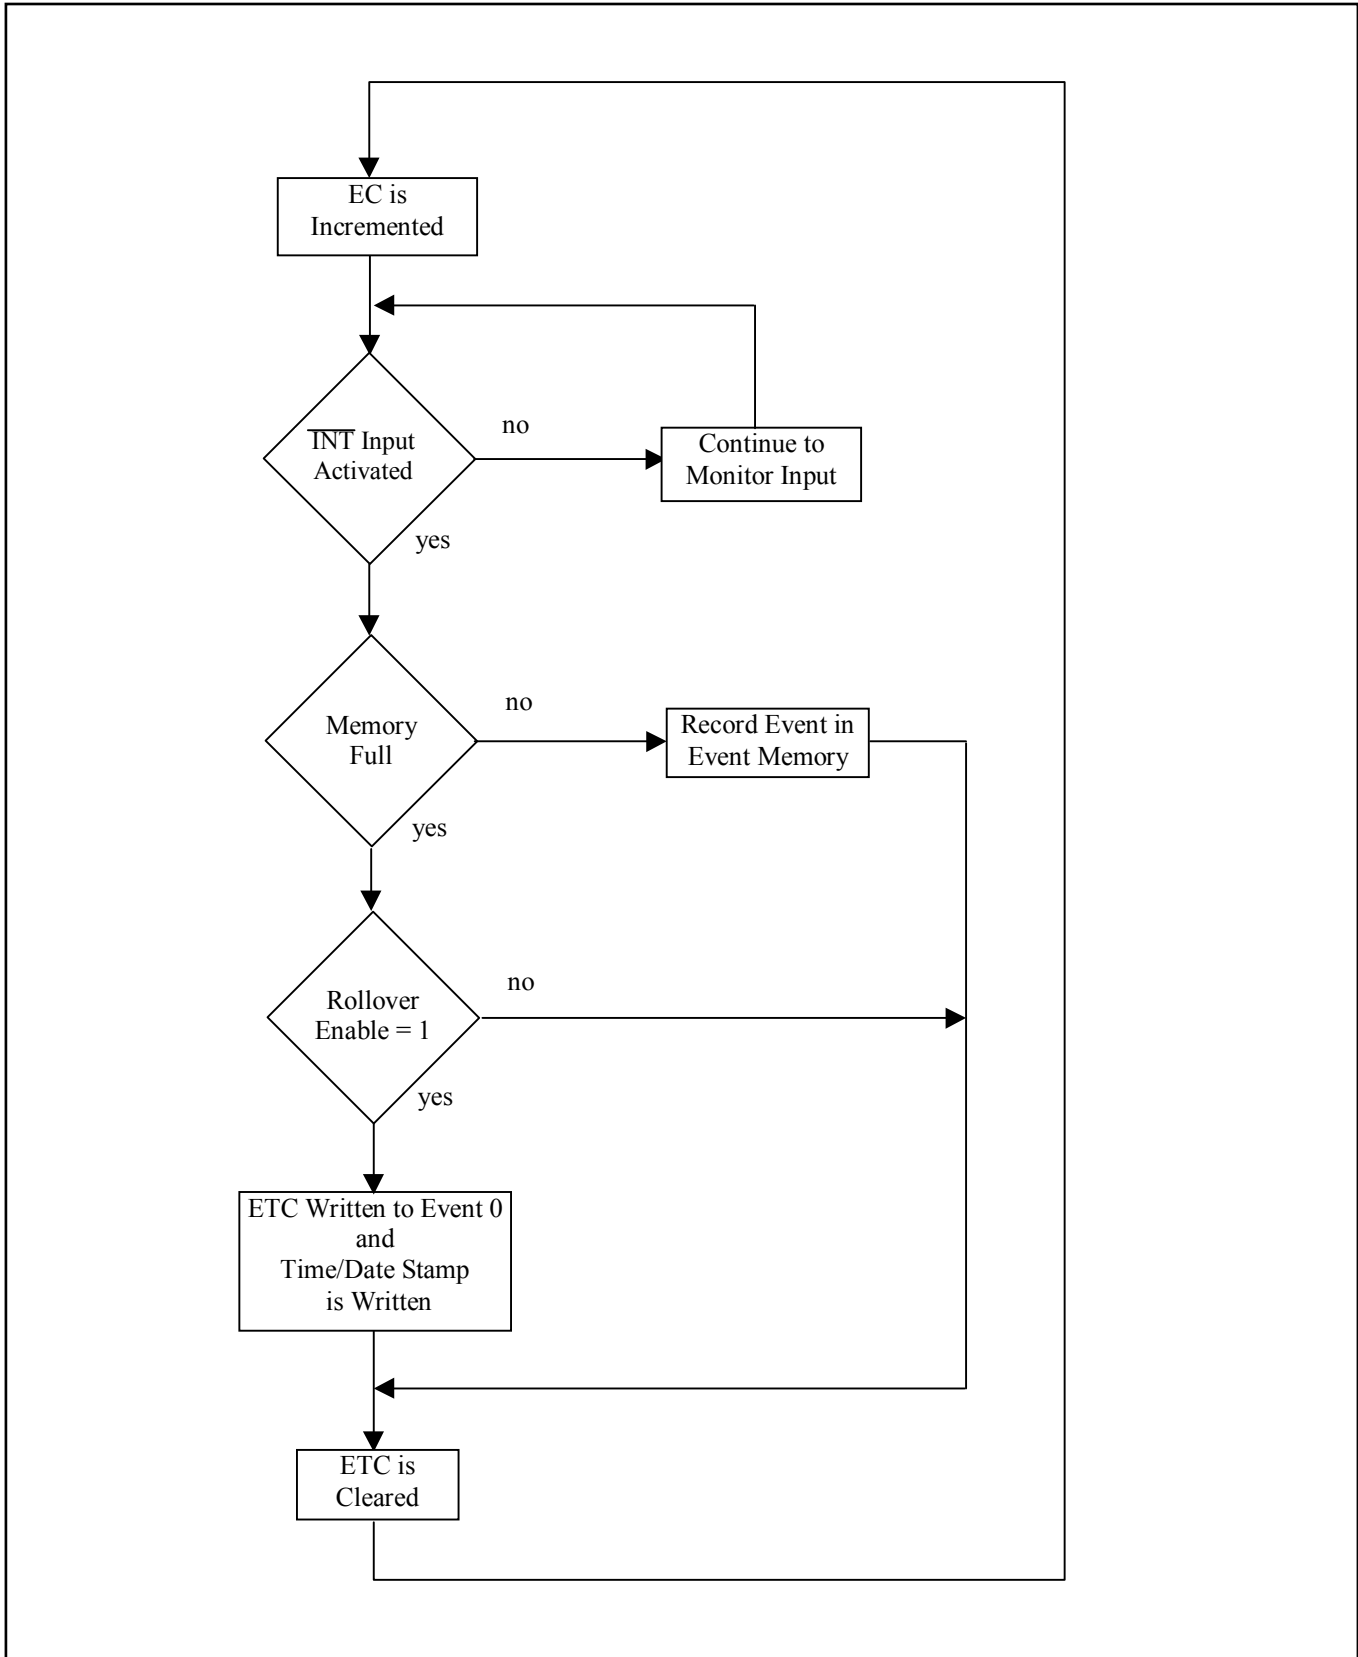 EC is
Incremented
no
INT Input
Activated
Continue to
Monitor Input
yes
no
Memory
Full
Record Event in
Event Memory
yes
no
Rollover
Enable = 1
yes
ETC Written to Event 0
and
Time/Date Stamp
is Written
ETC is
Cleared